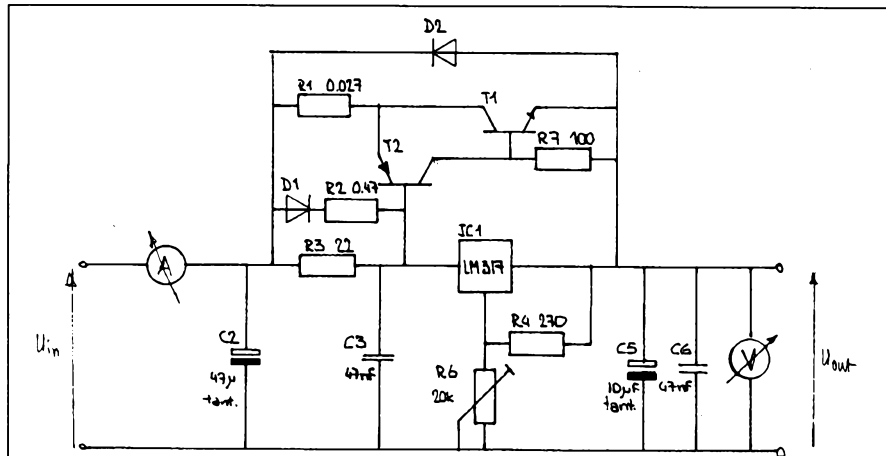 D2
R1 0.027
T1
T2
R7 100
D1
R2 0.47
IC1
R3 22
LM317
A
Uin
C2
47µ
tant.
C3
47nF
R4 270
R6
20k
C5
10µF
tant.
C6
47nF
V
Uout